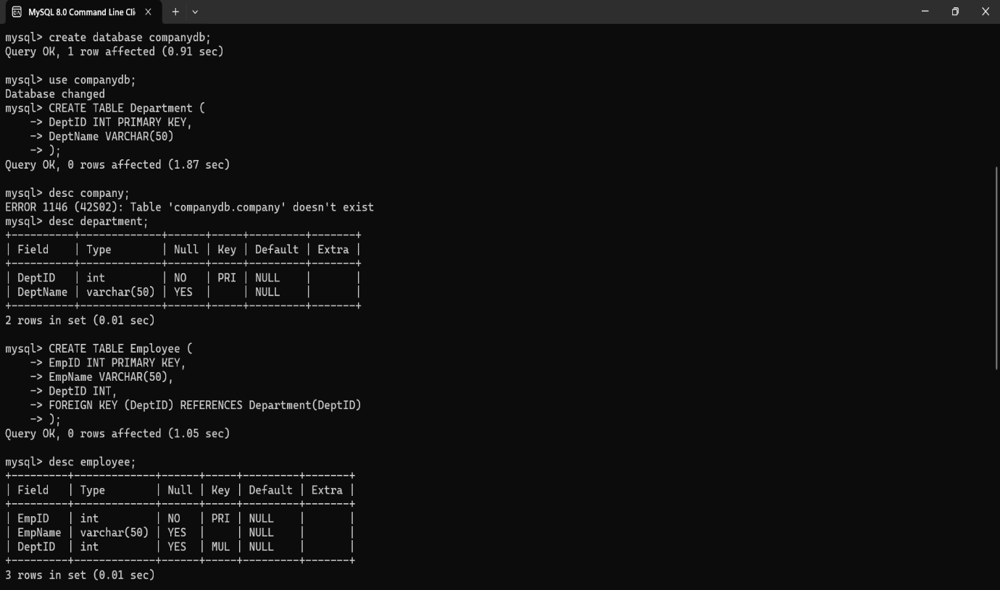 MySQL 8.0 Command Line Cli
mysql> create database companydb;
Query OK, 1 row affected (0.91 sec)
mysql> use companydb;
Database changed
mysql> CREATE TABLE Department (
    -> DeptID INT PRIMARY KEY,
    -> DeptName VARCHAR(50)
    -> );
Query OK, 0 rows affected (1.87 sec)
mysql> desc company;
ERROR 1146 (42S02): Table 'companydb.company' doesn't exist
mysql> desc department;
+----------+-------------+------+-----+---------+-------+
| Field    | Type        | Null | Key | Default | Extra |
+----------+-------------+------+-----+---------+-------+
| DeptID   | int         | NO   | PRI | NULL    |       |
| DeptName | varchar(50) | YES  |     | NULL    |       |
+----------+-------------+------+-----+---------+-------+
2 rows in set (0.01 sec)
mysql> CREATE TABLE Employee (
    -> EmpID INT PRIMARY KEY,
    -> EmpName VARCHAR(50),
    -> DeptID INT,
    -> FOREIGN KEY (DeptID) REFERENCES Department(DeptID)
    -> );
Query OK, 0 rows affected (1.05 sec)
mysql> desc employee;
+---------+-------------+------+-----+---------+-------+
| Field   | Type        | Null | Key | Default | Extra |
+---------+-------------+------+-----+---------+-------+
| EmpID   | int         | NO   | PRI | NULL    |       |
| EmpName | varchar(50) | YES  |     | NULL    |       |
| DeptID  | int         | YES  | MUL | NULL    |       |
+---------+-------------+------+-----+---------+-------+
3 rows in set (0.01 sec)